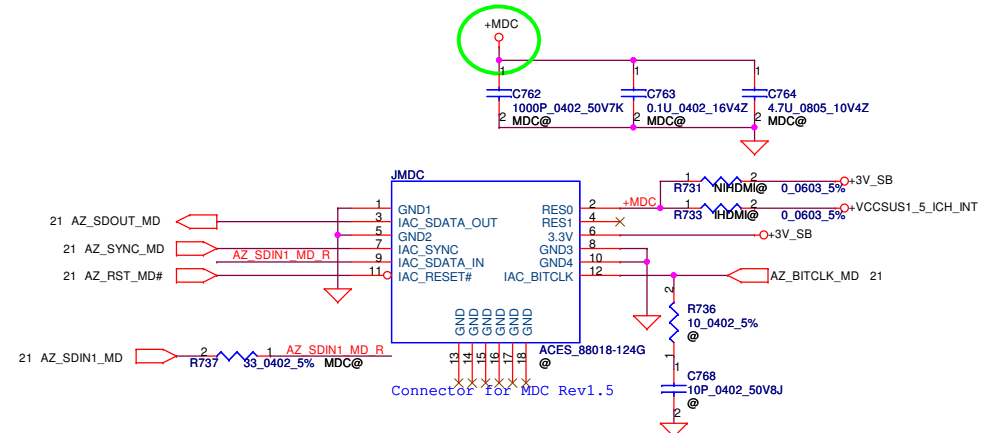 +MDC
1 1 1
C762 C763 C764
1000P_0402_50V7K 0.1U_0402_16V4Z 4.7U_0805_10V4Z
2 MDC@ 2 MDC@ 2 MDC@
JMDC
1 2 +3V_SB
R731 NIHDMI@ 0_0603_5%
1 GND1 RES0 2 +MDC 1 2 +VCCSUS1_5_ICH_INT
R733 IHDMI@ 0_0603_5%
21 AZ_SDOUT_MD 3 IAC_SDATA_OUT RES1 4
5 GND2 3.3V 6 +3V_SB
21 AZ_SYNC_MD 7 IAC_SYNC GND3 8
AZ_SDIN1_MD_R 9 IAC_SDATA_IN GND4 10
21 AZ_RST_MD# 11 IAC_RESET# IAC_BITCLK 12 AZ_BITCLK_MD 21
2
R736
10_0402_5%
@
1
GND GND GND GND GND GND
13 14 15 16 17 18
ACES_88018-124G
@
21 AZ_SDIN1_MD 2 1 AZ_SDIN1_MD_R
R737 33_0402_5% MDC@
1
C768
10P_0402_50V8J
@
2
Connector for MDC Rev1.5